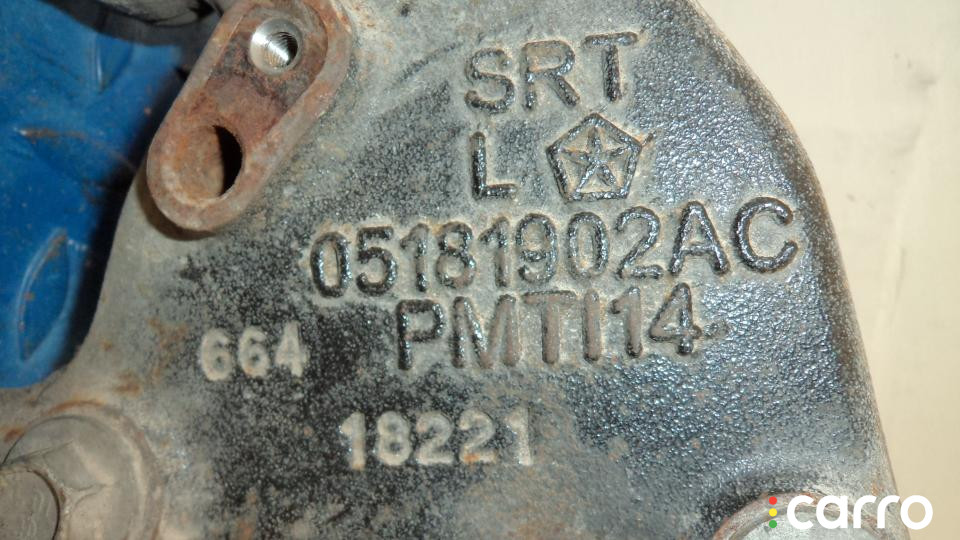 SRT
L
05181902AC
PMTI14
664
18221
carro